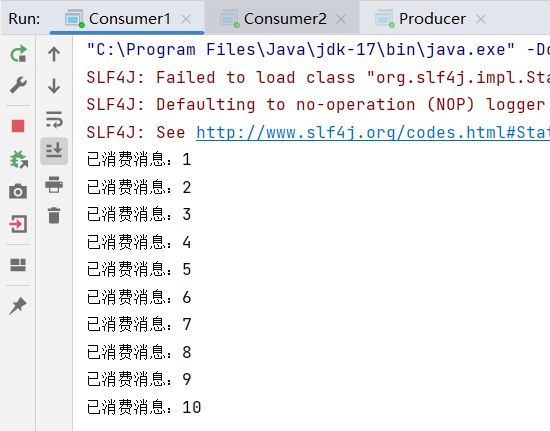 Run: Consumer1 × Consumer2 × Producer ×
"C:\Program Files\Java\jdk-17\bin\java.exe" -Do
SLF4J: Failed to load class "org.slf4j.impl.Sta
SLF4J: Defaulting to no-operation (NOP) logger
SLF4J: See http://www.slf4j.org/codes.html#Stat
已消费消息：1
已消费消息：2
已消费消息：3
已消费消息：4
已消费消息：5
已消费消息：6
已消费消息：7
已消费消息：8
已消费消息：9
已消费消息：10